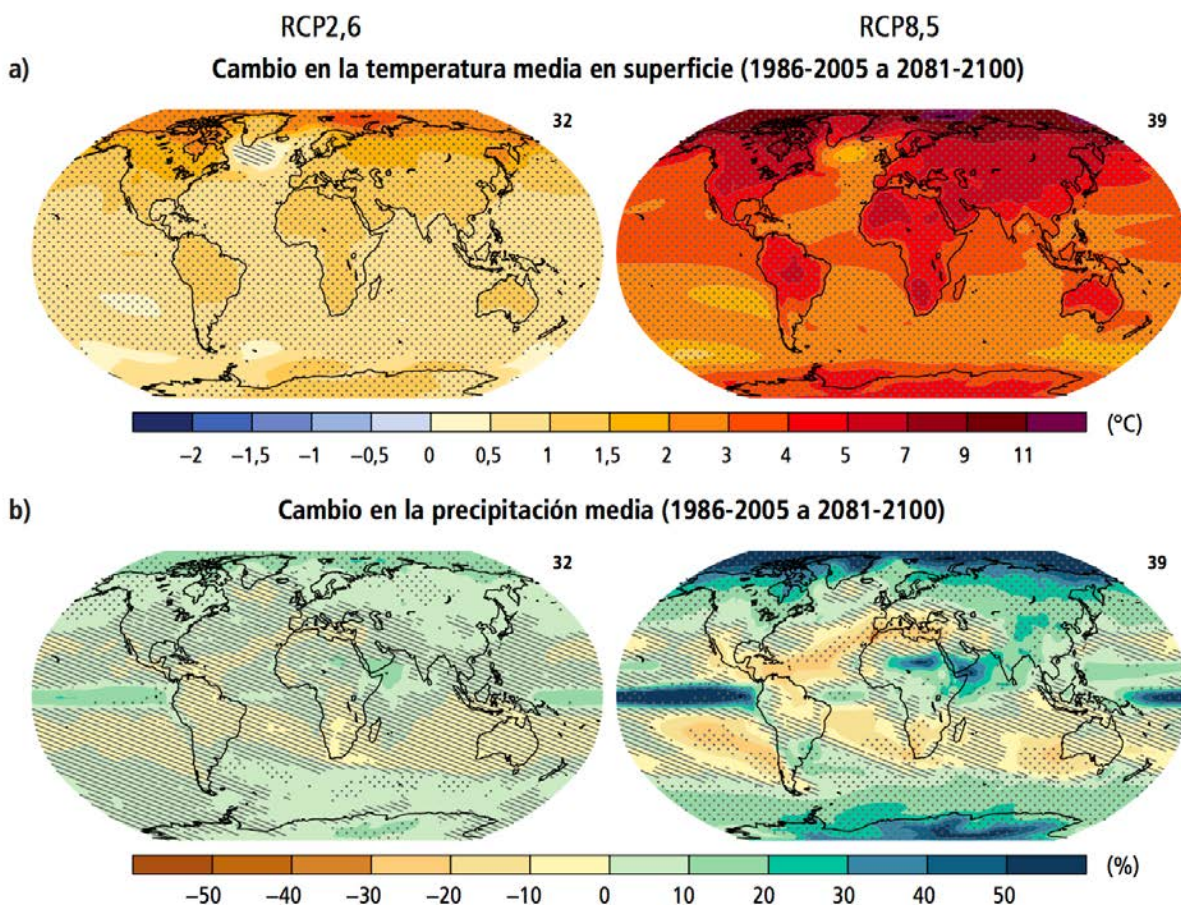 RCP2,6 RCP8,5
a) Cambio en la temperatura media en superficie (1986-2005 a 2081-2100)
32 39
(°C)
−2 −1,5 −1 −0,5 0 0,5 1 1,5 2 3 4 5 7 9 11
b) Cambio en la precipitación media (1986-2005 a 2081-2100)
32 39
(%)
−50 −40 −30 −20 −10 0 10 20 30 40 50